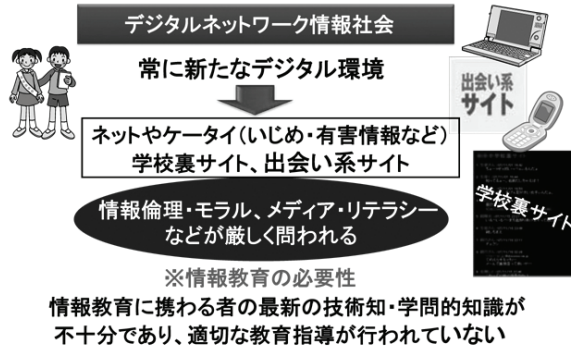 デジタルネットワーク情報社会
常に新たなデジタル環境
出会い系
サイト
ネットやケータイ(いじめ・有害情報など)
学校裏サイト、出会い系サイト
学校裏サイト
情報倫理・モラル、メディア・リテラシー
などが厳しく問われる
※情報教育の必要性
情報教育に携わる者の最新の技術知・学問的知識が
不十分であり、適切な教育指導が行われていない